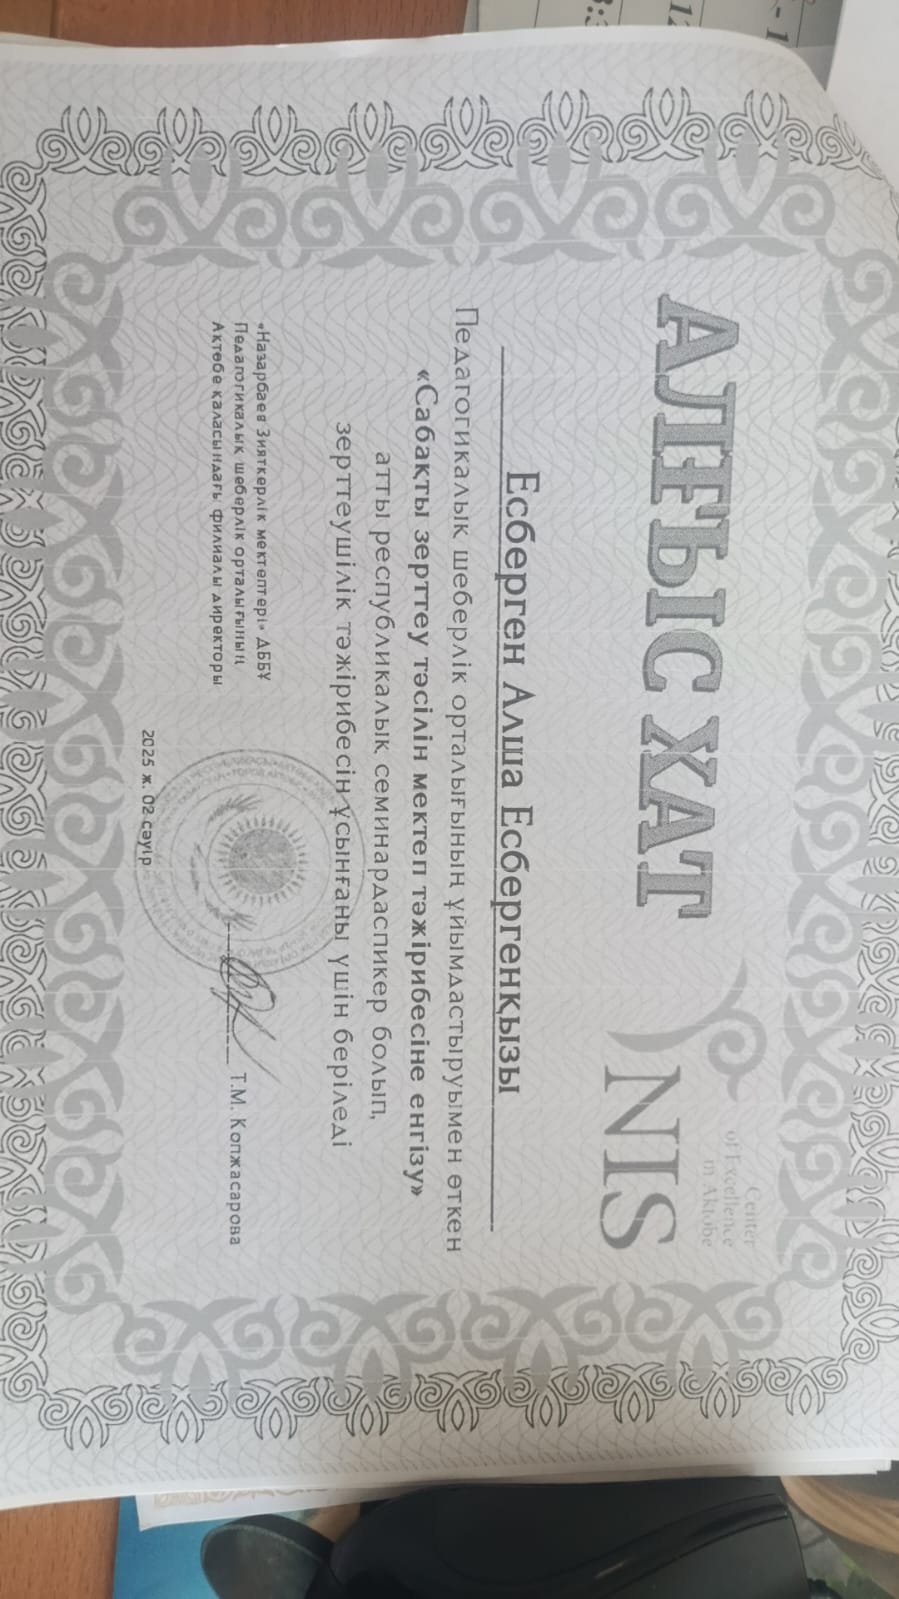 АЛҒЫС ХАТ
NIS
Center
of Excellence
in Aktobe
Есберген Алша Есбергенқызы
Педагогикалық шеберлік орталығының ұйымдастыруымен өткен
«Сабақты зерттеу тәсілін мектеп тәжірибесіне енгізу»
атты республикалық семинардаспикер болып,
зерттеушілік тәжірибесін ұсынғаны үшін беріледі
«Назарбаев Зияткерлік мектептері» ДББҰ
Педагогикалық шеберлік орталығының
Ақтөбе қаласындағы филиалы директоры
Т.М. Копжасарова
2025 ж. 02 сәуір